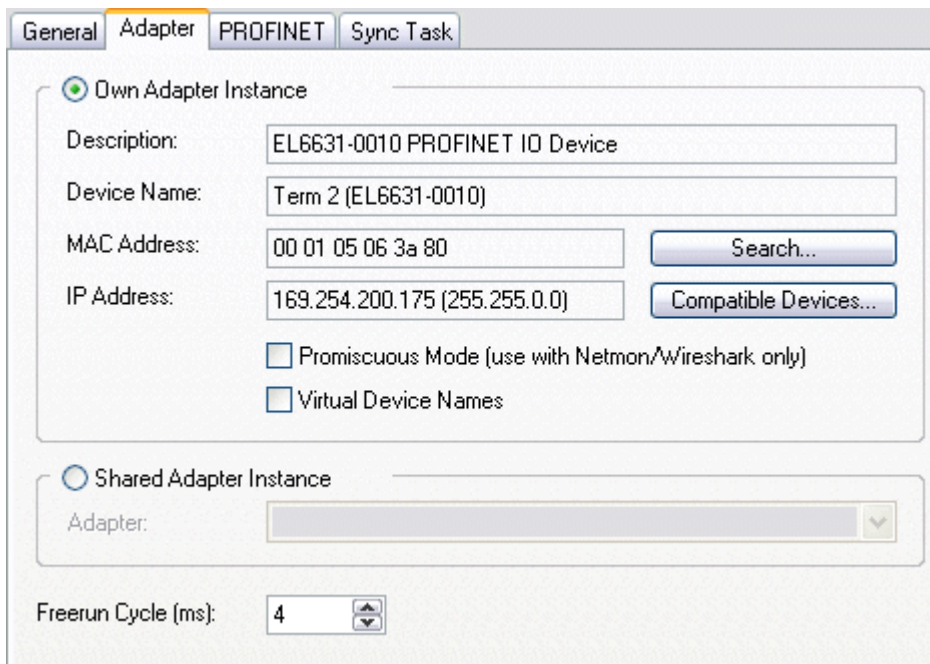 General Adapter PROFINET Sync Task
Own Adapter Instance
Description: EL6631-0010 PROFINET IO Device
Device Name: Term 2 (EL6631-0010)
MAC Address: 00 01 05 06 3a 80 Search...
IP Address: 169.254.200.175 (255.255.0.0) Compatible Devices...
Promiscuous Mode (use with Netmon/Wireshark only)
Virtual Device Names
Shared Adapter Instance
Adapter:
Freerun Cycle (ms): 4